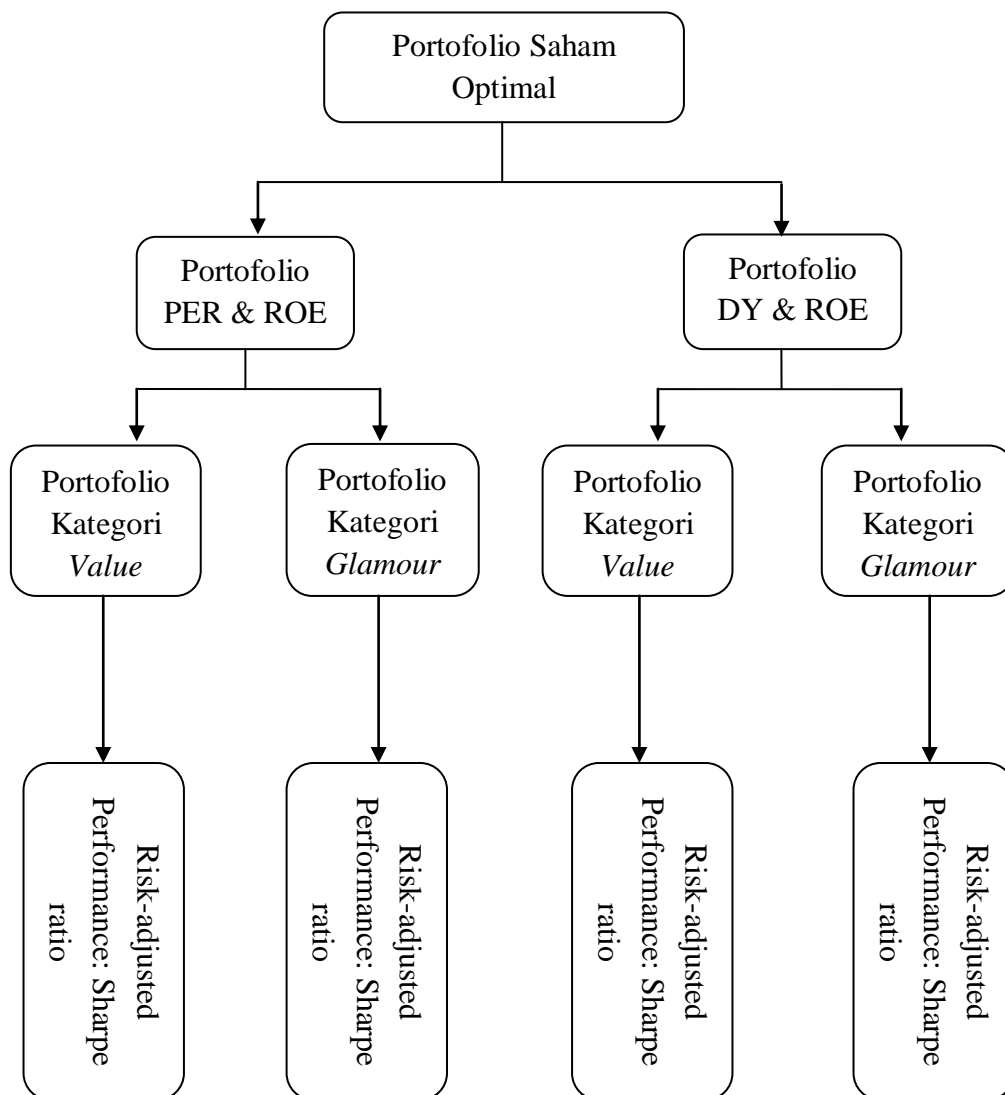 Portofolio Saham
Optimal
Portofolio
PER & ROE
Portofolio
DY & ROE
Portofolio
Kategori
Value
Portofolio
Kategori
Glamour
Portofolio
Kategori
Value
Portofolio
Kategori
Glamour
Risk-adjusted
Performance: Sharpe
ratio
Risk-adjusted
Performance: Sharpe
ratio
Risk-adjusted
Performance: Sharpe
ratio
Risk-adjusted
Performance: Sharpe
ratio